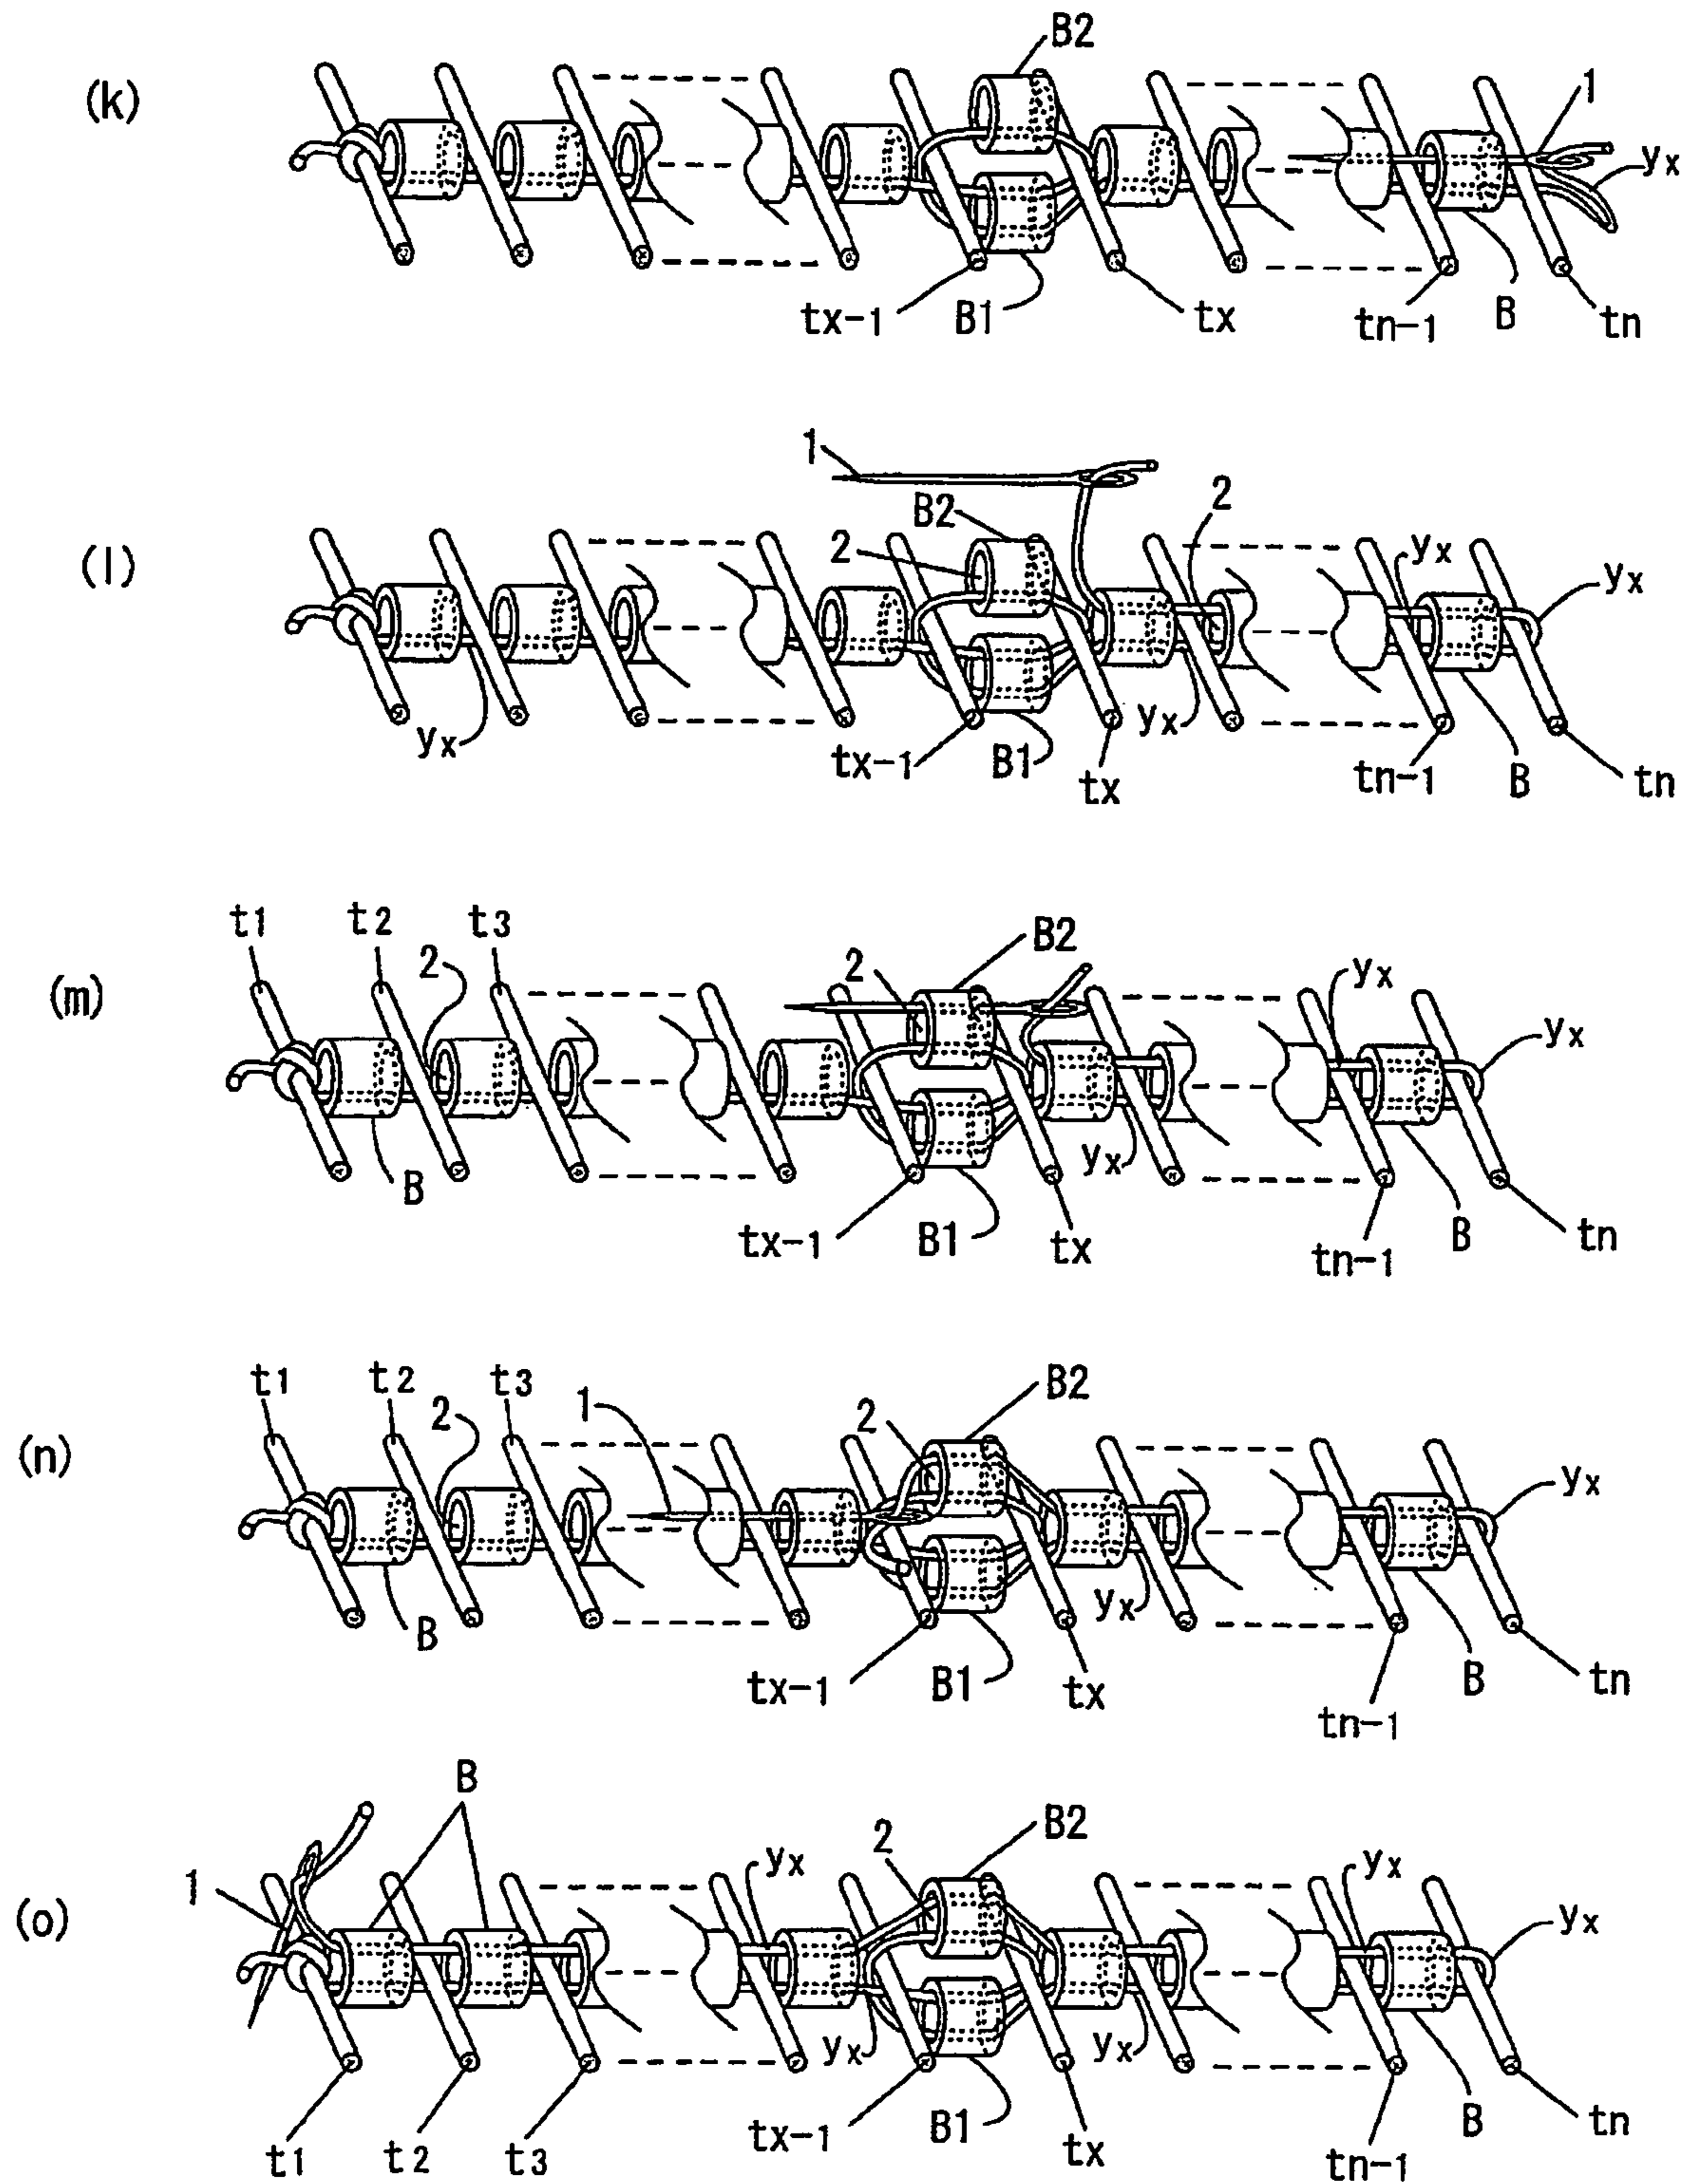 (k)
B2
1
yx
tx-1
B1
tx
tn-1
B
tn
(l)
1
B2
2
2
yx
yx
yx
tx-1
B1
tx
yx
tn-1
B
tn
(m)
t1
t2
2
t3
2
B2
yx
yx
B
tx-1
B1
tx
yx
tn-1
B
tn
(n)
t1
t2
2
t3
1
2
B2
yx
B
tx-1
B1
tx
yx
tn-1
B
tn
(o)
B
1
yx
2
B2
yx
yx
t1
t2
t3
yx
tx-1
B1
tx
yx
tn-1
B
tn